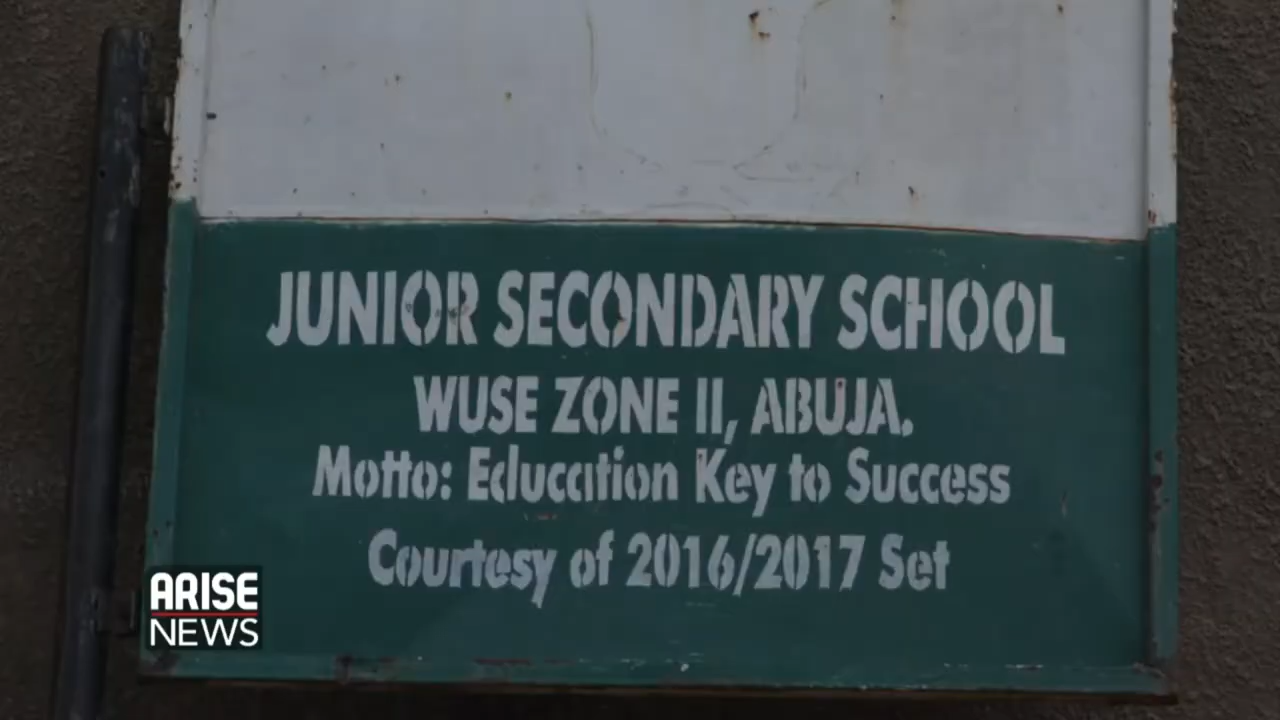 JUNIOR SECONDARY SCHOOL
WUSE ZONE II, ABUJA.
Motto: Education Key to Success
Courtesy of 2016/2017 Set
ARISE
NEWS